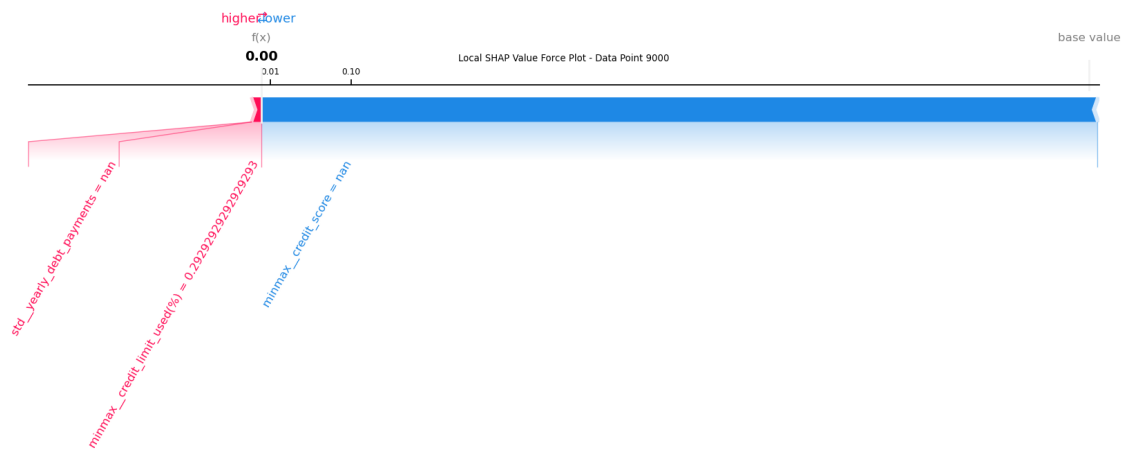 higher⇄lower
f(x)
base value
0.00
Local SHAP Value Force Plot - Data Point 9000
0.01
0.10
std__yearly_debt_payments = nan
minmax__credit_limit_used(%) = 0.29292929292929293
minmax__credit_score = nan